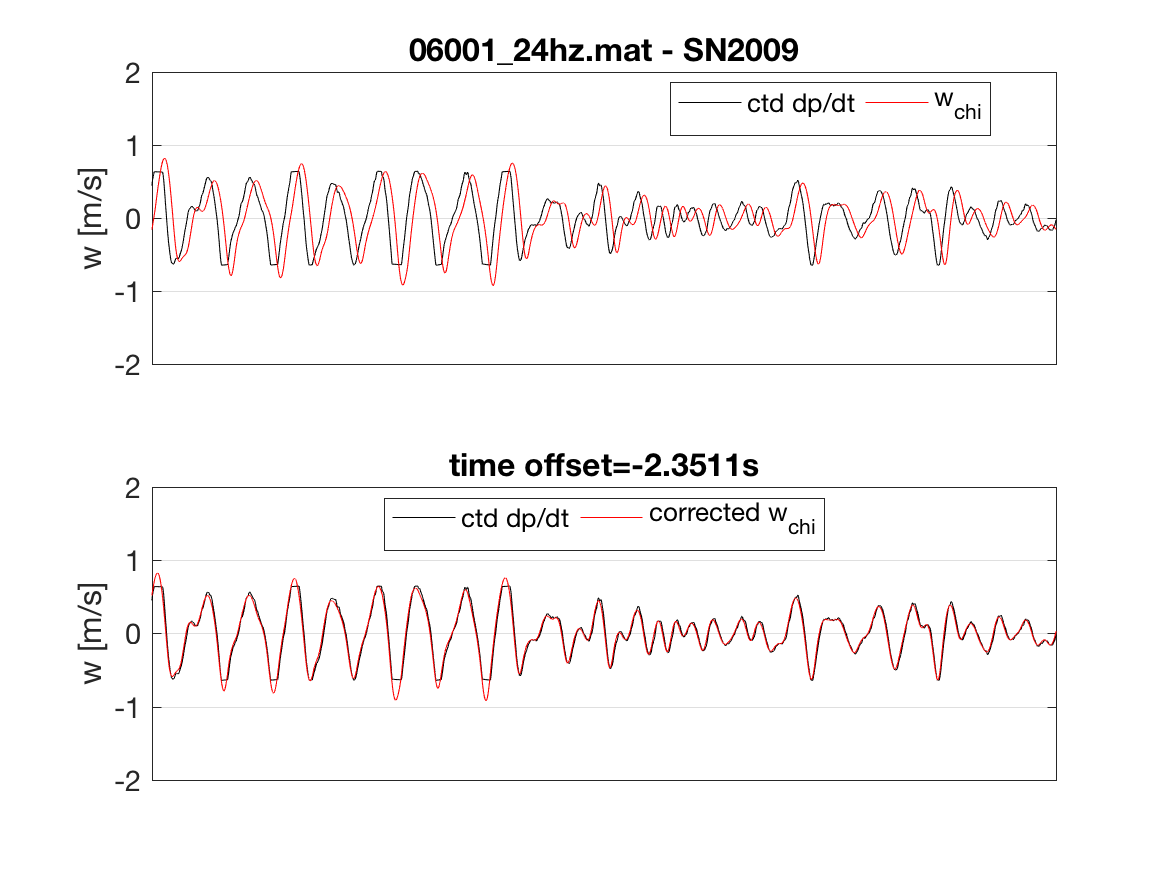 06001_24hz.mat - SN2009
2
ctd dp/dt w_chi
1
0
-1
-2
w [m/s]
time offset=-2.3511s
2
ctd dp/dt corrected w_chi
1
0
-1
-2
w [m/s]